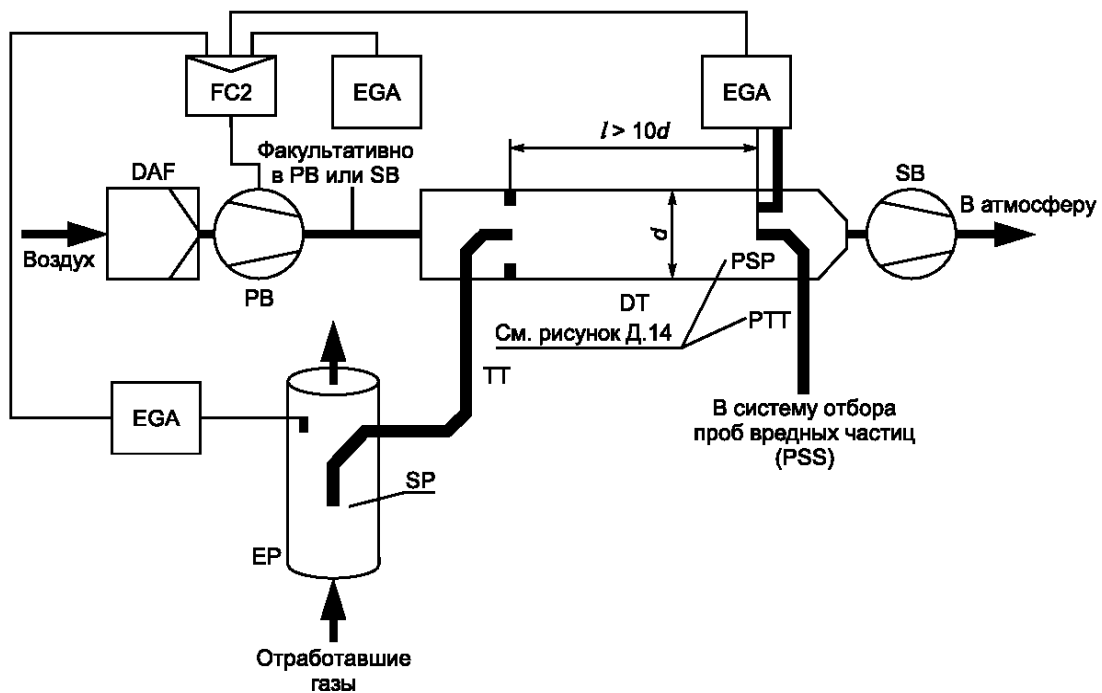 FC2
EGA
EGA
l > 10d
DAF
Факультативно
в PB или SB
SB
В атмосферу
Воздух
d
PB
PSP
DT
PTT
См. рисунок Д.14
TT
EGA
В систему отбора
проб вредных частиц
(PSS)
SP
EP
Отработавшие
газы